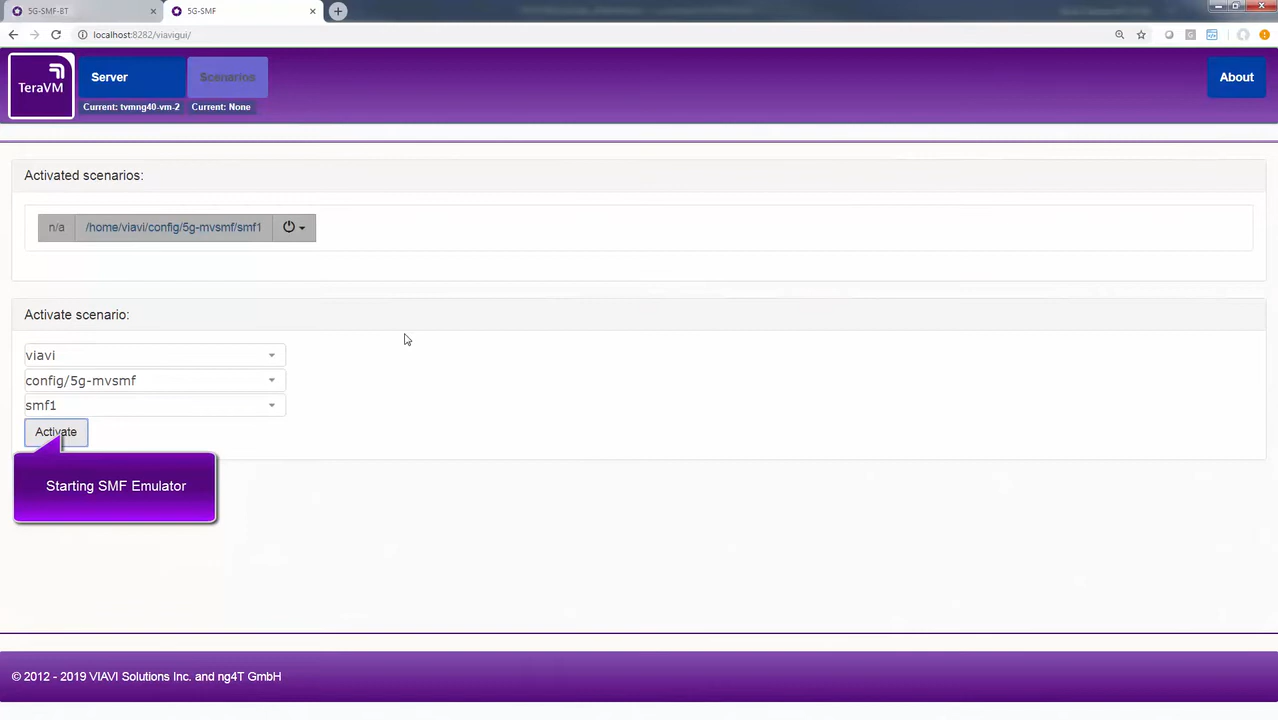 5G-SMF-BT
5G-SMF
localhost:8282/viavigui/
TeraVM
Server
Scenarios
About
Current: tvmng40-vm-2
Current: None
Activated scenarios:
n/a /home/viavi/config/5g-mvsmf/smf1
Activate scenario:
viavi
config/5g-mvsmf
smf1
Activate
Starting SMF Emulator
© 2012 - 2019 VIAVI Solutions Inc. and ng4T GmbH